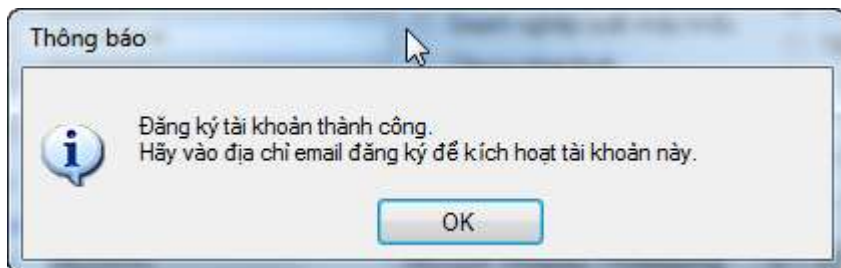 Thông báo
Đăng ký tài khoản thành công.
Hãy vào địa chỉ email đăng ký để kích hoạt tài khoản này.
OK